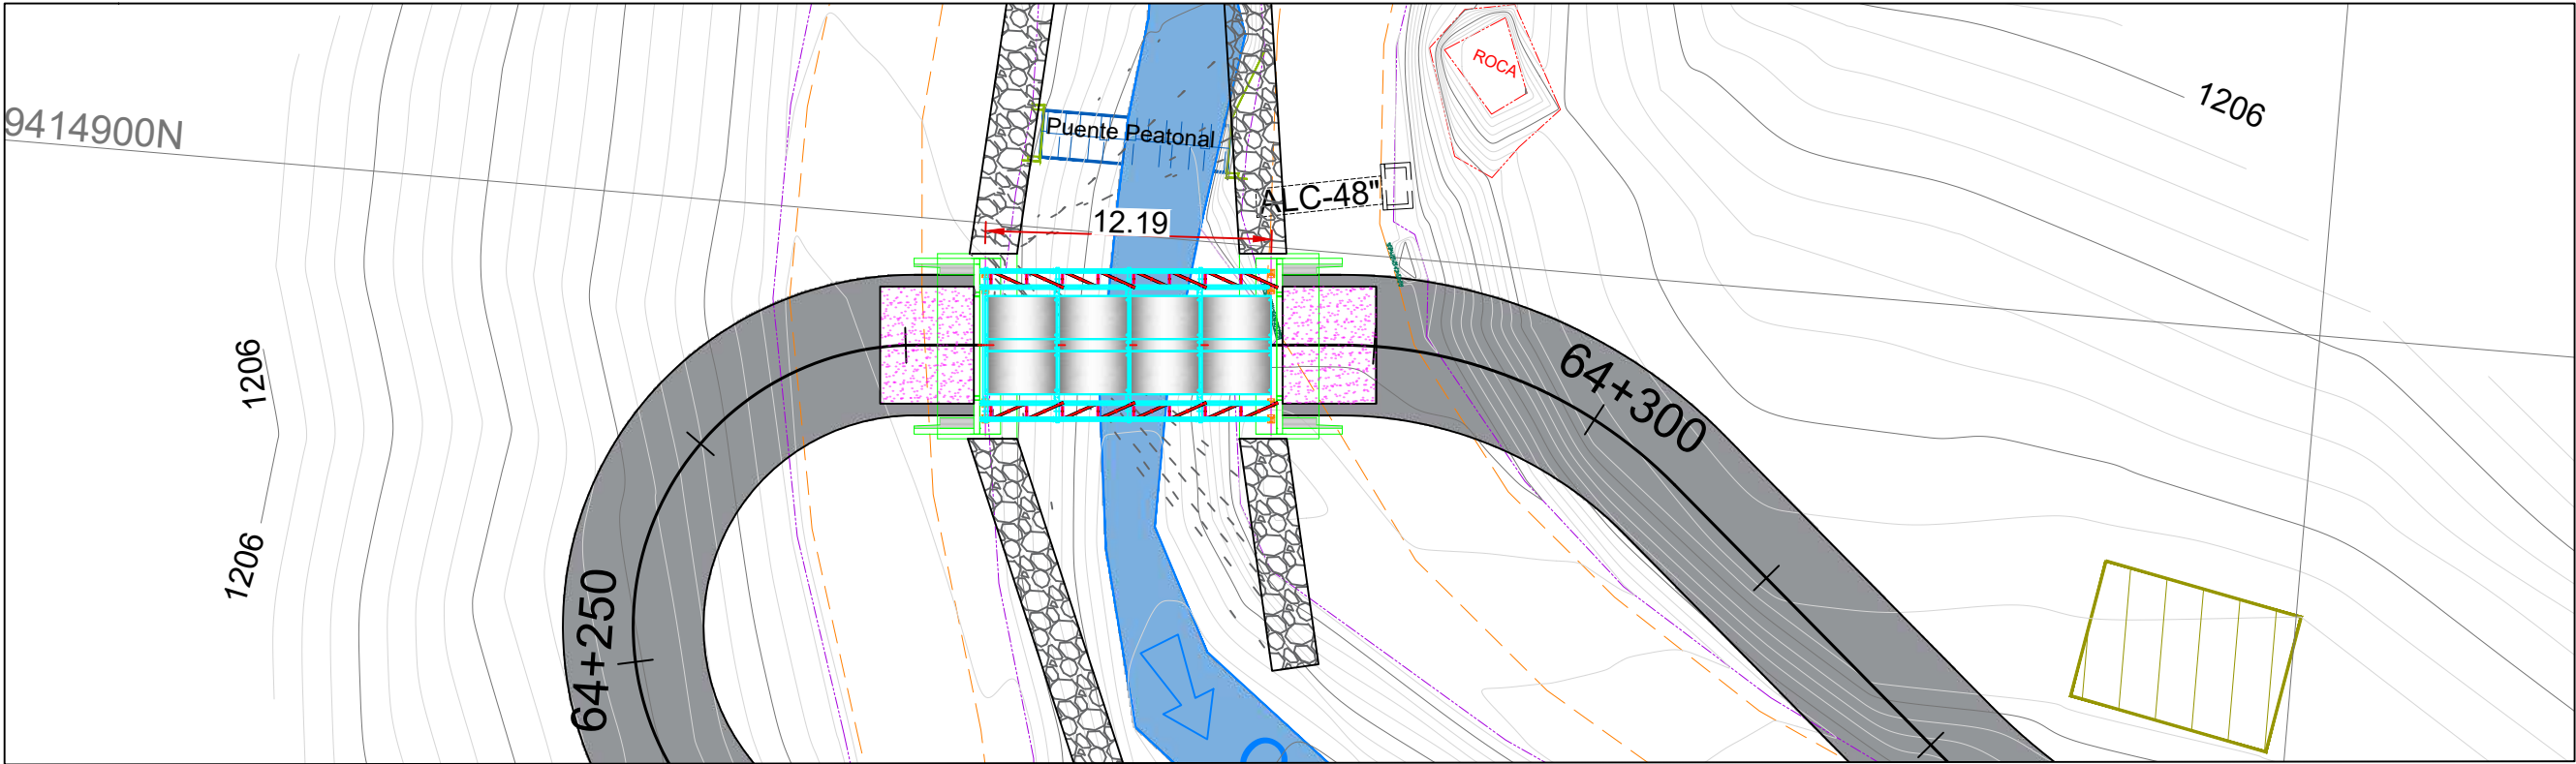 ROCA
1206
9414900N
Puente Peatonal
ALC-48"
12.19
1206
64+300
1206
64+250